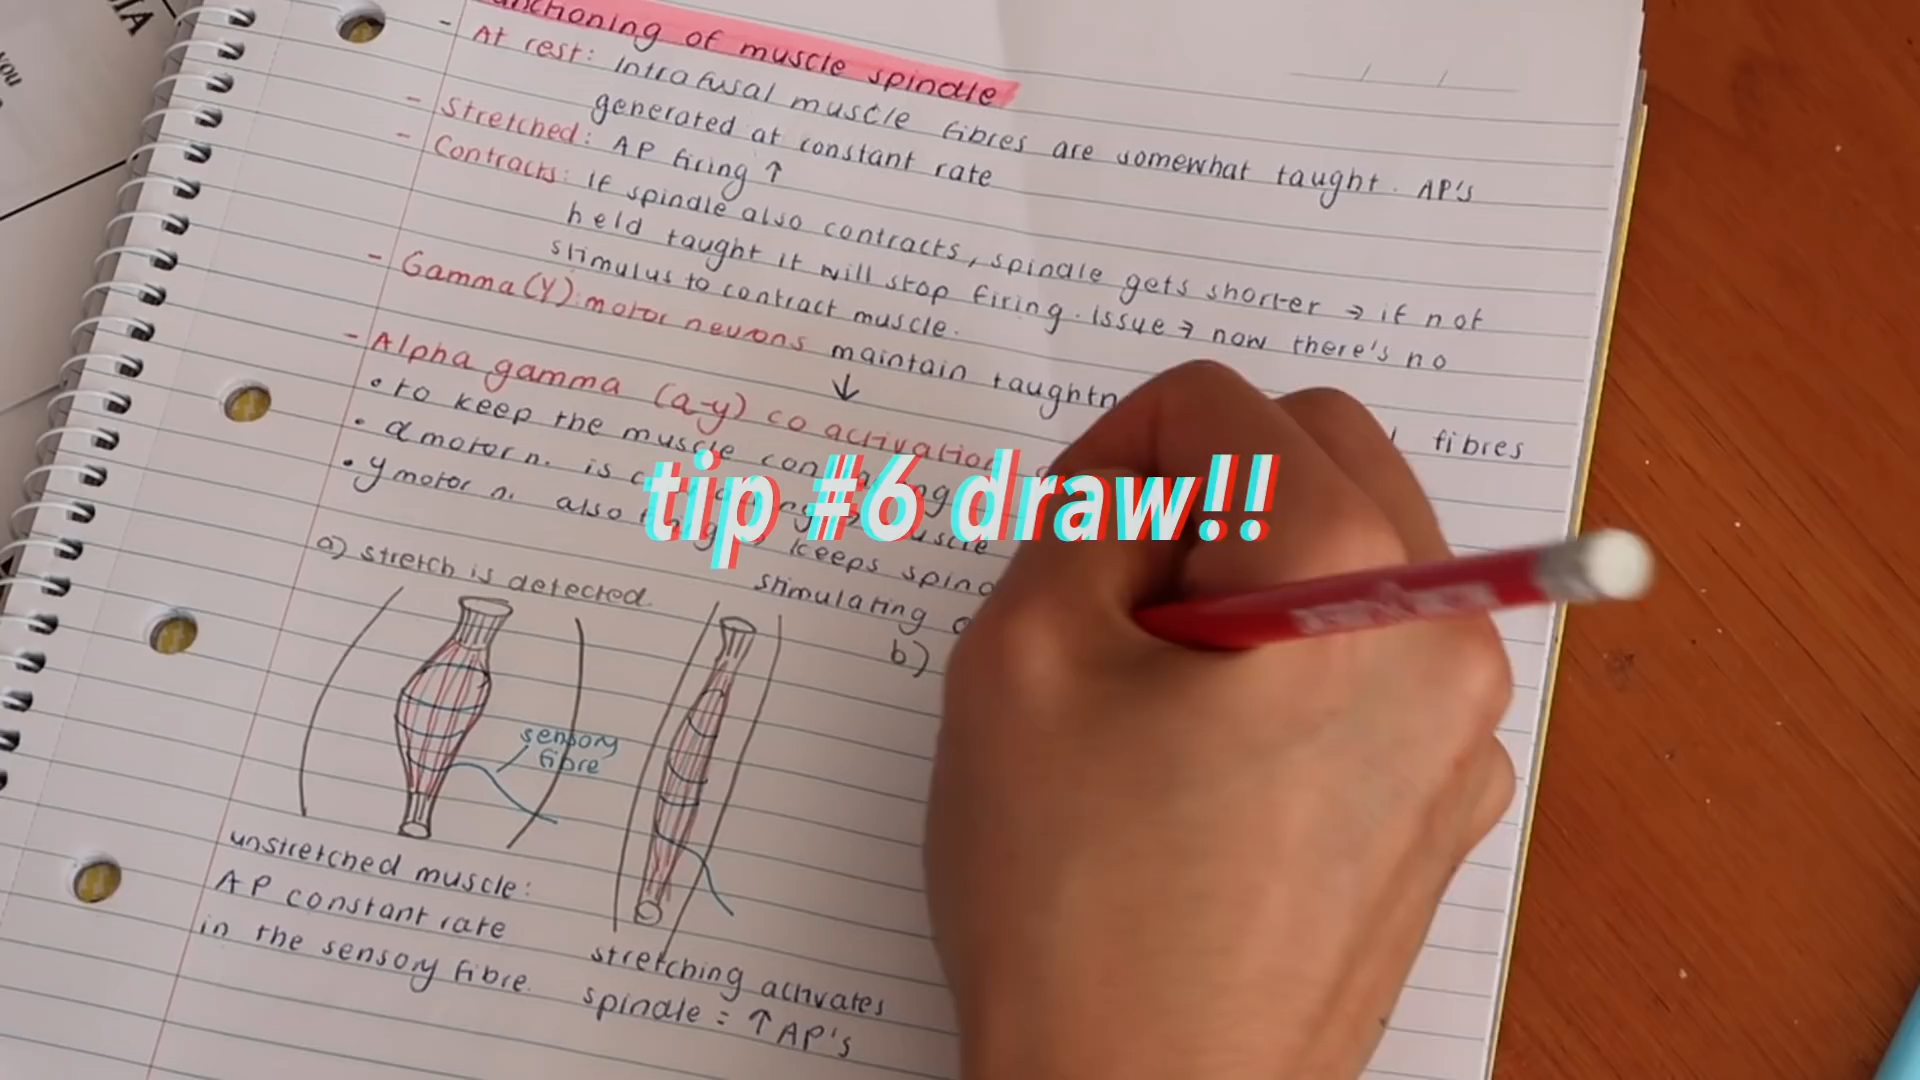 of muscle spindle
- At rest: Intrafusal muscle fibres are somewhat taught. AP's
generated at constant rate
- Stretched: AP firing ↑
- Contracts: If spindle also contracts, spindle gets shorter → if not
held taught it will stop firing. Issue → now there's no
stimulus to contract muscle.
- Gamma (γ): motor neurons maintain
fibres
↓
- Alpha gamma (a-y) co activation
• to keep the muscle
• α motor n. is
• y motor n. also keeps
stimulating
tip #6 draw!!
a) stretch is detected.
b)
sensory
fibre
unstretched muscle:
AP constant rate
in the sensory fibre.
stretching activates
spindle = ↑ AP's
IA
you